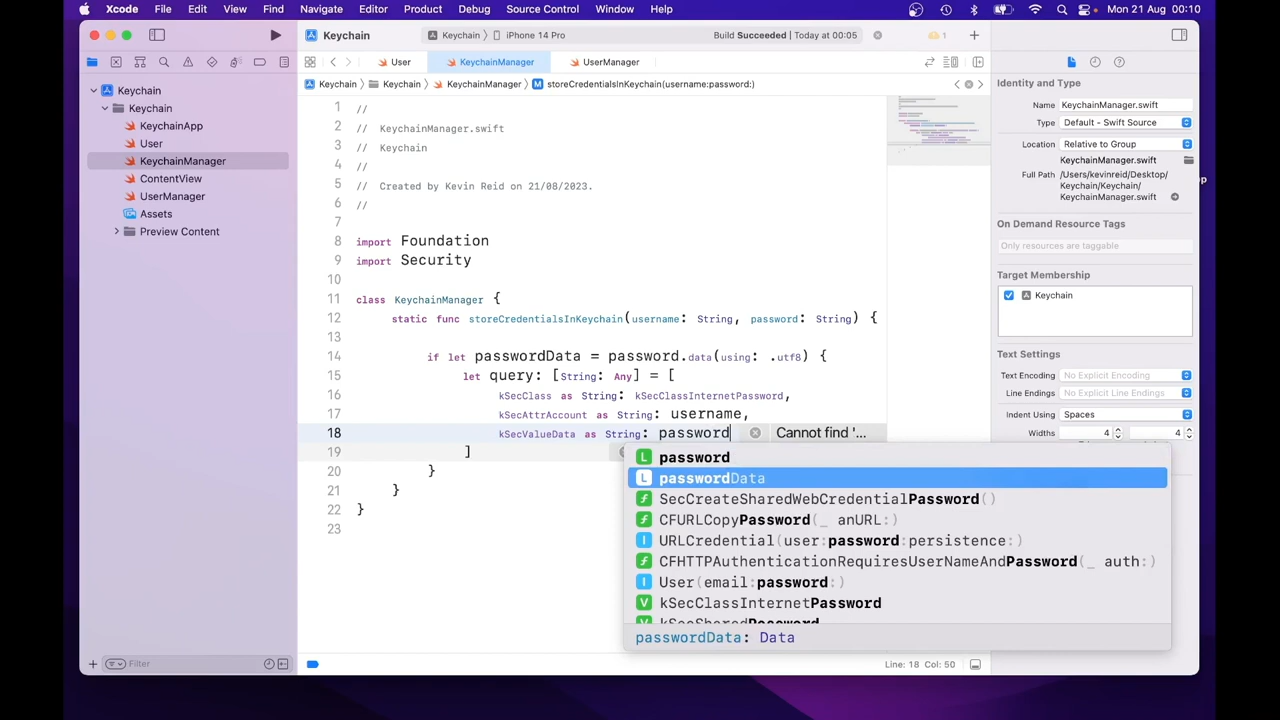 Xcode File Edit View Find Navigate Editor Product Debug Source Control Window Help Mon 21 Aug 00:10
Keychain Keychain iPhone 14 Pro Build Succeeded | Today at 00:05 1
User KeychainManager UserManager
Keychain Keychain KeychainManager M storeCredentialsInKeychain(username:password:)
Keychain
Keychain
KeychainApp
User
KeychainManager
ContentView
UserManager
Assets
Preview Content
Filter
1 //
2 // KeychainManager.swift
3 // Keychain
4 //
5 // Created by Kevin Reid on 21/08/2023.
6 //
7
8 import Foundation
9 import Security
10
11 class KeychainManager {
12 static func storeCredentialsInKeychain(username: String, password: String) {
13
14 if let passwordData = password.data(using: .utf8) {
15 let query: [String: Any] = [
16 kSecClass as String: kSecClassInternetPassword,
17 kSecAttrAccount as String: username,
18 kSecValueData as String: password Cannot find '...
19 ]
20 }
21 }
22 }
23
L password
L passwordData
f SecCreateSharedWebCredentialPassword()
f CFURLCopyPassword(_ anURL:)
I URLCredential(user:password:persistence:)
f CFHTTPAuthenticationRequiresUserNameAndPassword(_ auth:)
I User(email:password:)
V kSecClassInternetPassword
V kSecSharedPassword
passwordData: Data
Line: 18 Col: 50
Identity and Type
Name KeychainManager.swift
Type Default - Swift Source
Location Relative to Group
KeychainManager.swift
Full Path /Users/kevinreid/Desktop/
Keychain/Keychain/
KeychainManager.swift
On Demand Resource Tags
Only resources are taggable
Target Membership
Keychain
Text Settings
Text Encoding No Explicit Encoding
Line Endings No Explicit Line Endings
Indent Using Spaces
Widths 4 4